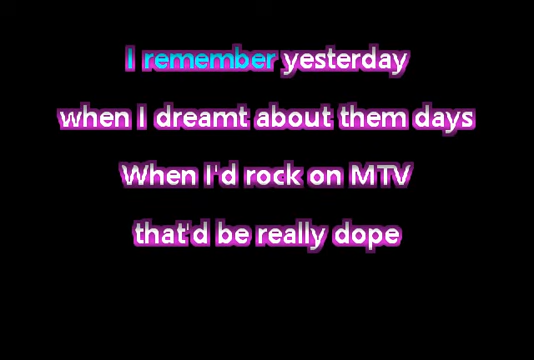 I remember yesterday
when I dreamt about them days
When I'd rock on MTV
that'd be really dope